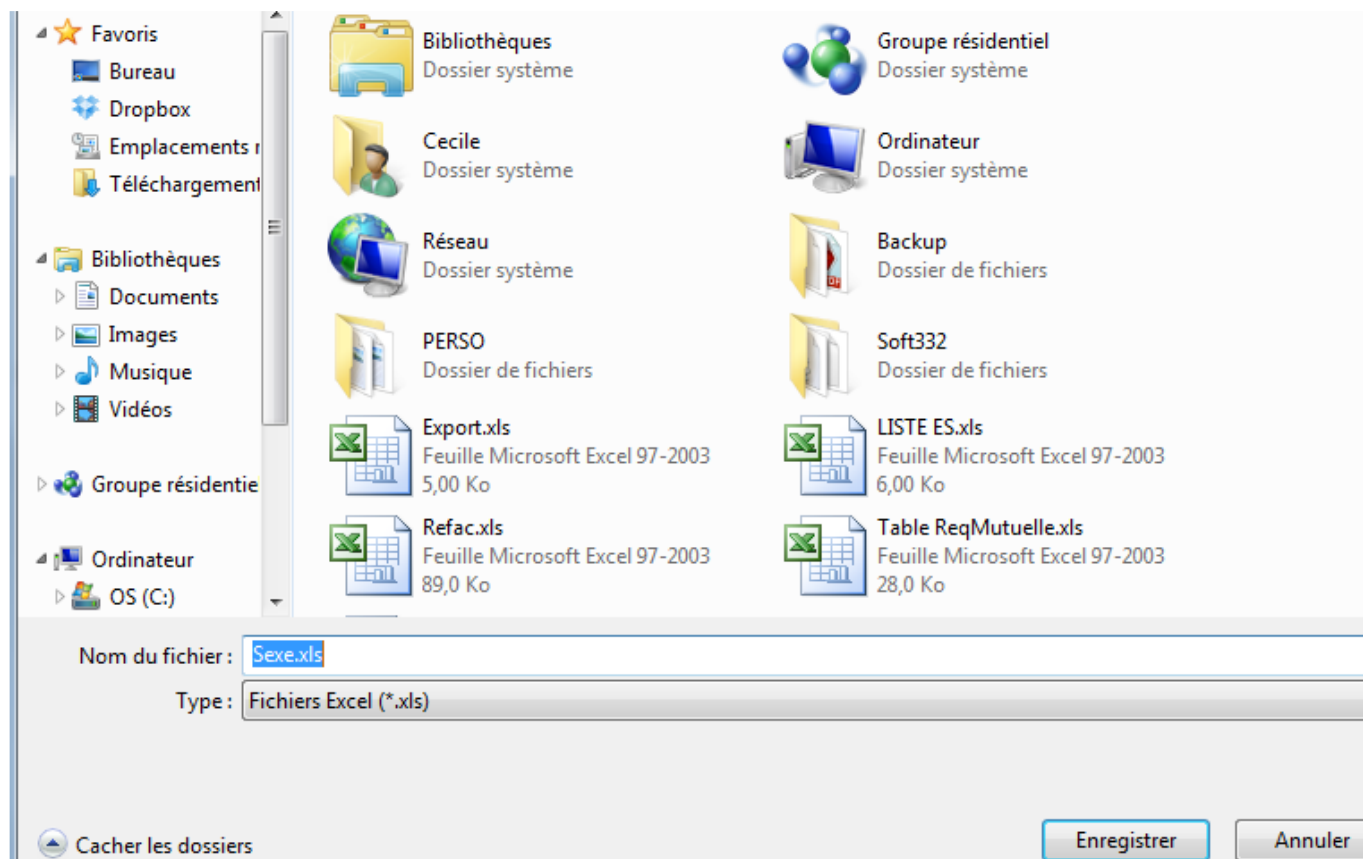 Favoris
Bureau
Dropbox
Emplacements r
Téléchargement
Bibliothèques
Documents
Images
Musique
Vidéos
Groupe résidentie
Ordinateur
OS (C:)
Bibliothèques
Dossier système
Groupe résidentiel
Dossier système
Cecile
Dossier système
Ordinateur
Dossier système
Réseau
Dossier système
Backup
Dossier de fichiers
PERSO
Dossier de fichiers
Soft332
Dossier de fichiers
Export.xls
Feuille Microsoft Excel 97-2003
5,00 Ko
LISTE ES.xls
Feuille Microsoft Excel 97-2003
6,00 Ko
Refac.xls
Feuille Microsoft Excel 97-2003
89,0 Ko
Table ReqMutuelle.xls
Feuille Microsoft Excel 97-2003
28,0 Ko
Nom du fichier : Sexe.xls
Type : Fichiers Excel (*.xls)
Cacher les dossiers
Enregistrer
Annuler